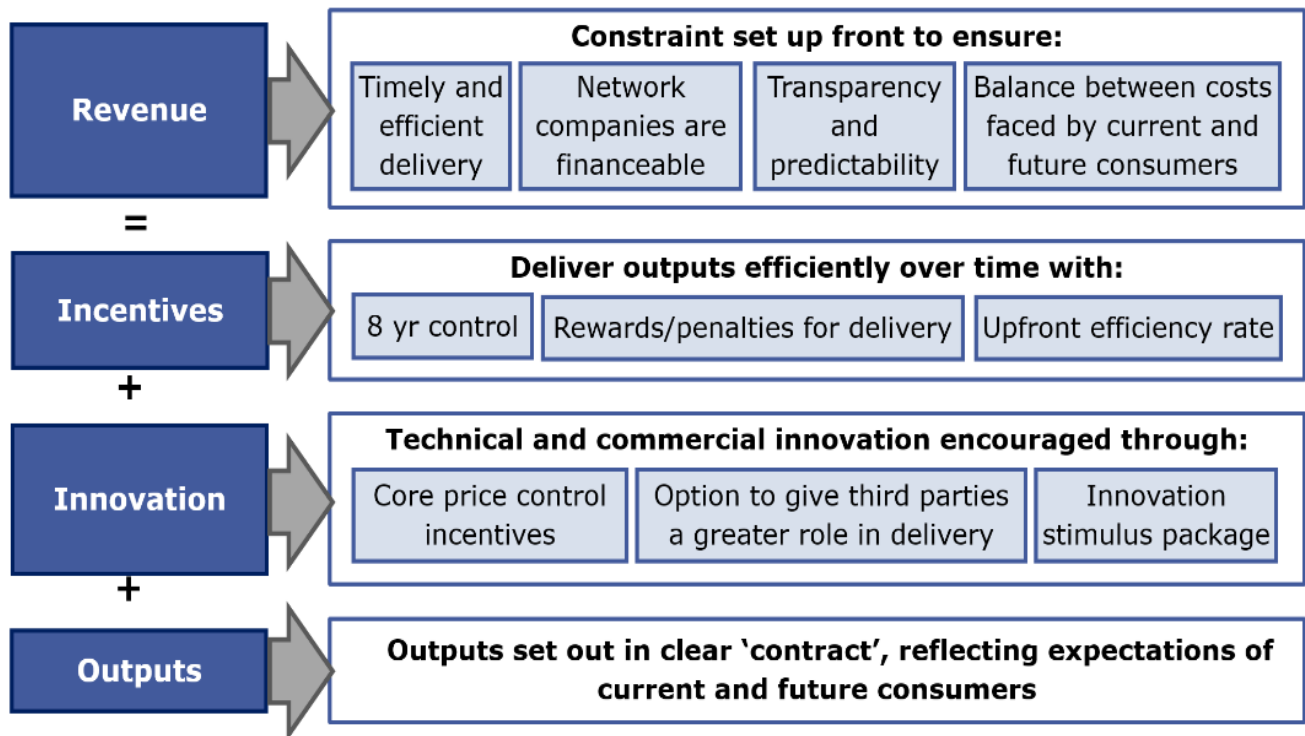 Revenue
Constraint set up front to ensure:
Timely and
efficient
delivery
Network
companies are
financeable
Transparency
and
predictability
Balance between costs
faced by current and
future consumers
=
Incentives
Deliver outputs efficiently over time with:
8 yr control
Rewards/penalties for delivery
Upfront efficiency rate
+
Innovation
Technical and commercial innovation encouraged through:
Core price control
incentives
Option to give third parties
a greater role in delivery
Innovation
stimulus package
+
Outputs
Outputs set out in clear ‘contract’, reflecting expectations of
current and future consumers